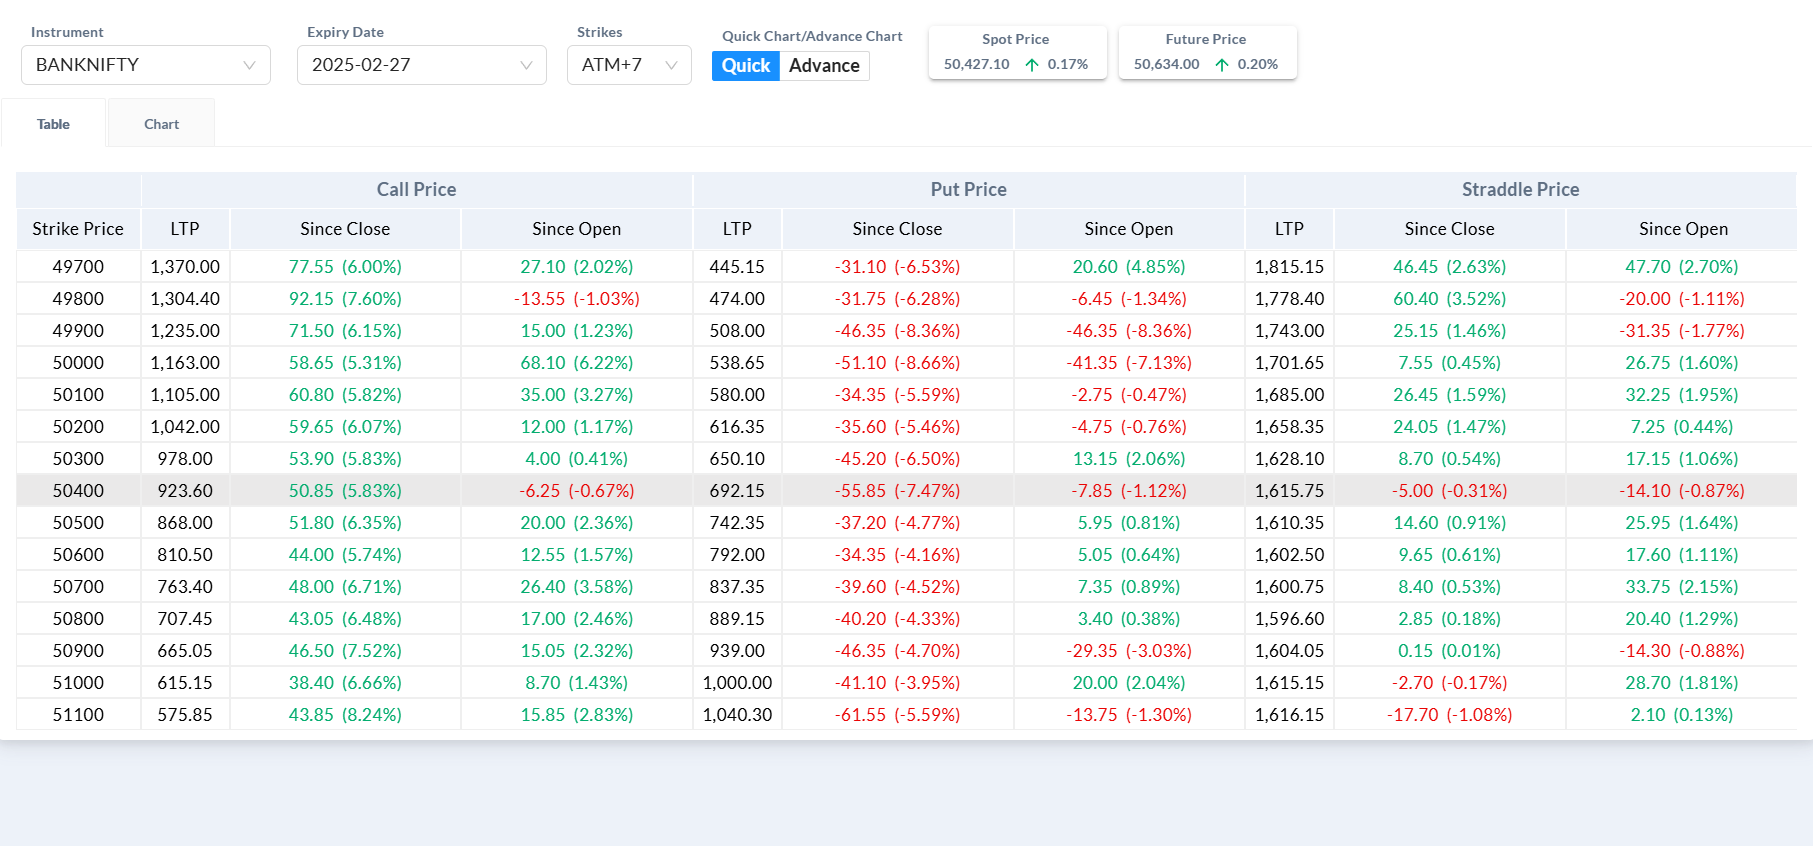 Instrument Expiry Date Strikes Quick Chart/Advance Chart Spot Price Future Price
BANKNIFTY 2025-02-27 ATM+7 Quick Advance 50,427.10 0.17% 50,634.00 0.20%
Table Chart
Call Price Put Price Straddle Price
Strike Price LTP Since Close Since Open LTP Since Close Since Open LTP Since Close Since Open
49700 1,370.00 77.55 (6.00%) 27.10 (2.02%) 445.15 -31.10 (-6.53%) 20.60 (4.85%) 1,815.15 46.45 (2.63%) 47.70 (2.70%)
49800 1,304.40 92.15 (7.60%) -13.55 (-1.03%) 474.00 -31.75 (-6.28%) -6.45 (-1.34%) 1,778.40 60.40 (3.52%) -20.00 (-1.11%)
49900 1,235.00 71.50 (6.15%) 15.00 (1.23%) 508.00 -46.35 (-8.36%) -46.35 (-8.36%) 1,743.00 25.15 (1.46%) -31.35 (-1.77%)
50000 1,163.00 58.65 (5.31%) 68.10 (6.22%) 538.65 -51.10 (-8.66%) -41.35 (-7.13%) 1,701.65 7.55 (0.45%) 26.75 (1.60%)
50100 1,105.00 60.80 (5.82%) 35.00 (3.27%) 580.00 -34.35 (-5.59%) -2.75 (-0.47%) 1,685.00 26.45 (1.59%) 32.25 (1.95%)
50200 1,042.00 59.65 (6.07%) 12.00 (1.17%) 616.35 -35.60 (-5.46%) -4.75 (-0.76%) 1,658.35 24.05 (1.47%) 7.25 (0.44%)
50300 978.00 53.90 (5.83%) 4.00 (0.41%) 650.10 -45.20 (-6.50%) 13.15 (2.06%) 1,628.10 8.70 (0.54%) 17.15 (1.06%)
50400 923.60 50.85 (5.83%) -6.25 (-0.67%) 692.15 -55.85 (-7.47%) -7.85 (-1.12%) 1,615.75 -5.00 (-0.31%) -14.10 (-0.87%)
50500 868.00 51.80 (6.35%) 20.00 (2.36%) 742.35 -37.20 (-4.77%) 5.95 (0.81%) 1,610.35 14.60 (0.91%) 25.95 (1.64%)
50600 810.50 44.00 (5.74%) 12.55 (1.57%) 792.00 -34.35 (-4.16%) 5.05 (0.64%) 1,602.50 9.65 (0.61%) 17.60 (1.11%)
50700 763.40 48.00 (6.71%) 26.40 (3.58%) 837.35 -39.60 (-4.52%) 7.35 (0.89%) 1,600.75 8.40 (0.53%) 33.75 (2.15%)
50800 707.45 43.05 (6.48%) 17.00 (2.46%) 889.15 -40.20 (-4.33%) 3.40 (0.38%) 1,596.60 2.85 (0.18%) 20.40 (1.29%)
50900 665.05 46.50 (7.52%) 15.05 (2.32%) 939.00 -46.35 (-4.70%) -29.35 (-3.03%) 1,604.05 0.15 (0.01%) -14.30 (-0.88%)
51000 615.15 38.40 (6.66%) 8.70 (1.43%) 1,000.00 -41.10 (-3.95%) 20.00 (2.04%) 1,615.15 -2.70 (-0.17%) 28.70 (1.81%)
51100 575.85 43.85 (8.24%) 15.85 (2.83%) 1,040.30 -61.55 (-5.59%) -13.75 (-1.30%) 1,616.15 -17.70 (-1.08%) 2.10 (0.13%)